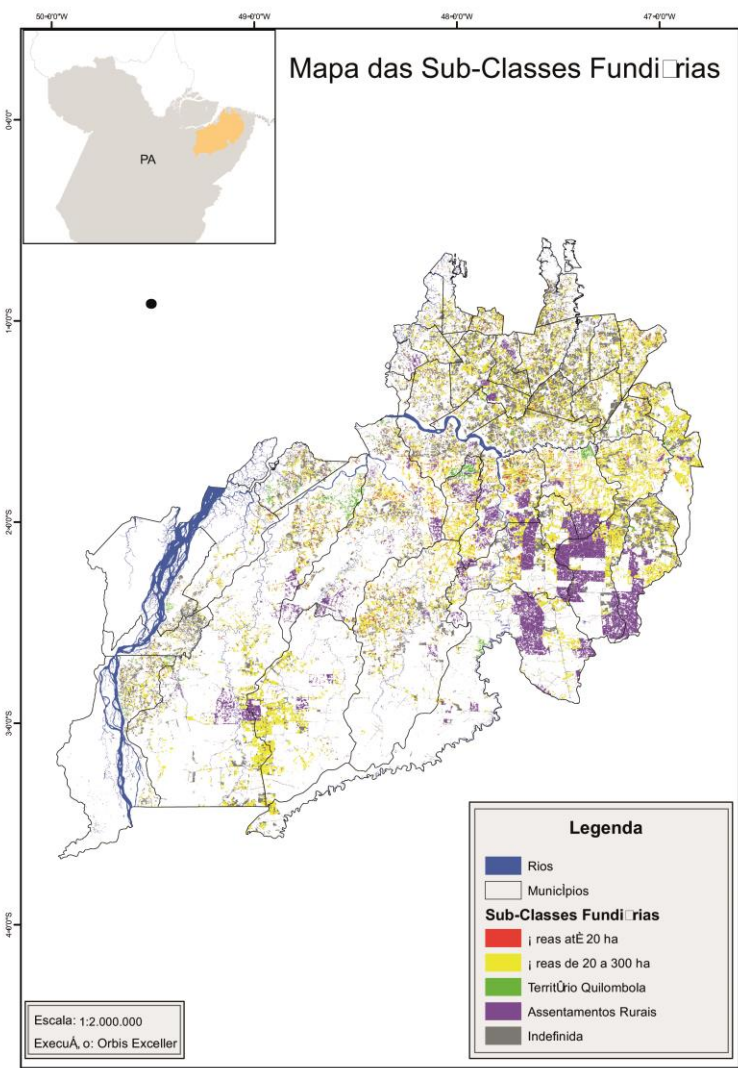 50°0'0"W
49°0'0"W
48°0'0"W
47°0'0"W
Mapa das Sub-Classes Fundi□rias
PA
0°0'0"
1°0'0"S
2°0'0"S
3°0'0"S
4°0'0"S
Legenda
Rios
MunicÌpios
Sub-Classes Fundi□rias
¡ reas atÈ 20 ha
¡ reas de 20 a 300 ha
TerritÛrio Quilombola
Assentamentos Rurais
Indefinida
Escala: 1:2.000.000
ExecuÁ„o: Orbis Exceller